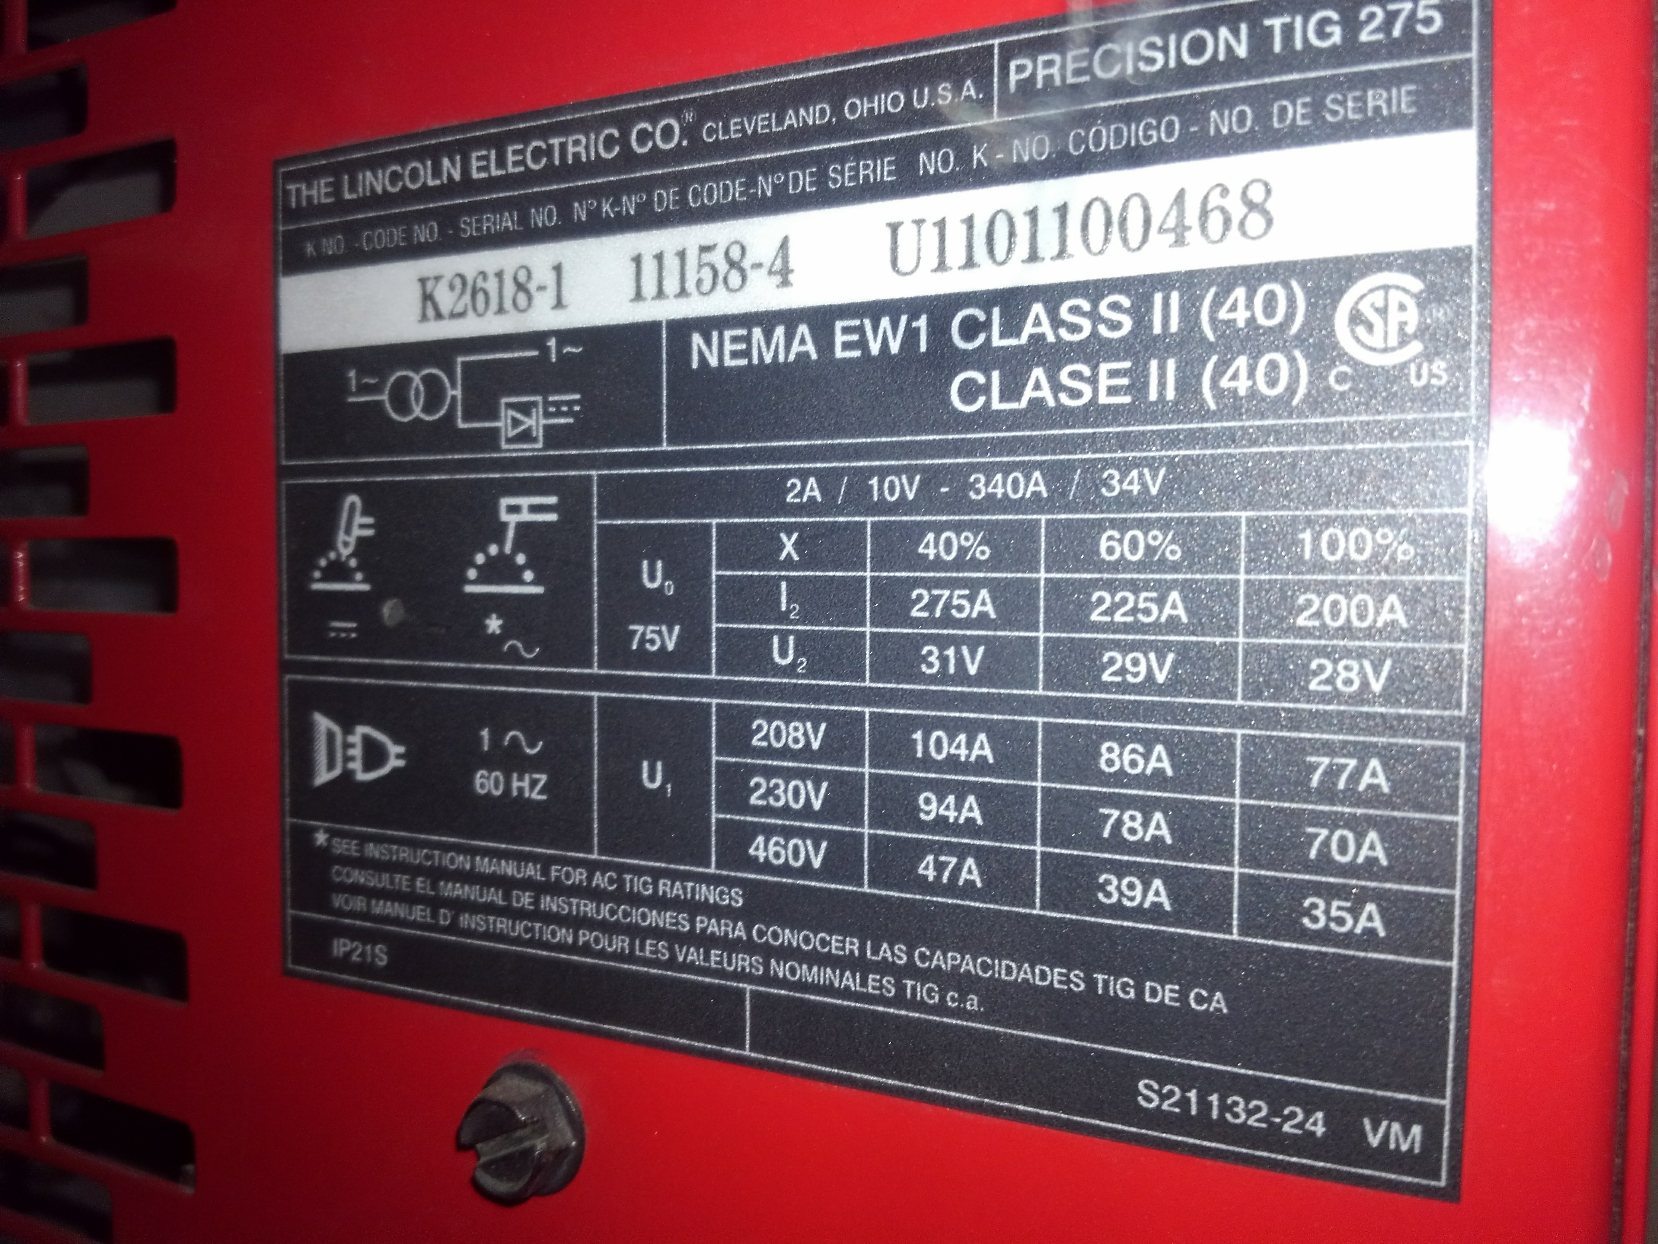 THE LINCOLN ELECTRIC CO.® CLEVELAND, OHIO U.S.A. PRECISION TIG 275
K NO. -CODE NO. - SERIAL NO. N° K-N° DE CODE-N° DE SÉRIE NO. K - NO. CÓDIGO - NO. DE SERIE
K2618-1 11158-4 U1101100468
1~ 1~
NEMA EW1 CLASS II (40)
CLASE II (40)
CSA C US
2A / 10V - 340A / 34V
U0 75V
X 40% 60% 100%
I2 275A 225A 200A
U2 31V 29V 28V
* ~
1 ~
60 HZ
U1
208V 104A 86A 77A
230V 94A 78A 70A
460V 47A 39A 35A
* SEE INSTRUCTION MANUAL FOR AC TIG RATINGS
CONSULTE EL MANUAL DE INSTRUCCIONES PARA CONOCER LAS CAPACIDADES TIG DE CA
VOIR MANUEL D' INSTRUCTION POUR LES VALEURS NOMINALES TIG c.a.
IP21S
S21132-24 VM